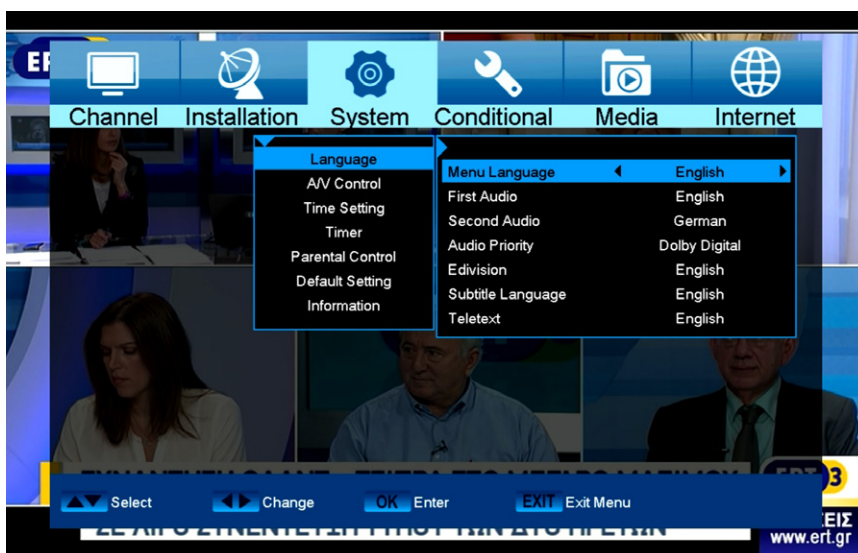 Channel Installation System Conditional Media Internet
Language
A/V Control
Time Setting
Timer
Parental Control
Default Setting
Information
Menu Language English
First Audio English
Second Audio German
Audio Priority Dolby Digital
Edivision English
Subtitle Language English
Teletext English
Select Change OK Enter EXIT Exit Menu
3
ΕΙΣ
www.ert.gr